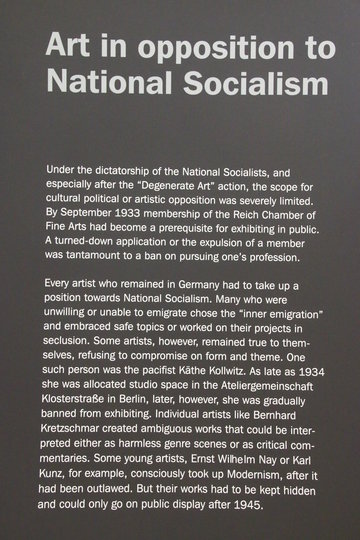 Art in opposition to
National Socialism
Under the dictatorship of the National Socialists, and
especially after the “Degenerate Art” action, the scope for
cultural political or artistic opposition was severely limited.
By September 1933 membership of the Reich Chamber of
Fine Arts had become a prerequisite for exhibiting in public.
A turned-down application or the expulsion of a member
was tantamount to a ban on pursuing one’s profession.
Every artist who remained in Germany had to take up a
position towards National Socialism. Many who were
unwilling or unable to emigrate chose the “inner emigration”
and embraced safe topics or worked on their projects in
seclusion. Some artists, however, remained true to them-
selves, refusing to compromise on form and theme. One
such person was the pacifist Käthe Kollwitz. As late as 1934
she was allocated studio space in the Ateliergemeinschaft
Klosterstraße in Berlin, later, however, she was gradually
banned from exhibiting. Individual artists like Bernhard
Kretzschmar created ambiguous works that could be inter-
preted either as harmless genre scenes or as critical com-
mentaries. Some young artists, Ernst Wilhelm Nay or Karl
Kunz, for example, consciously took up Modernism, after it
had been outlawed. But their works had to be kept hidden
and could only go on public display after 1945.